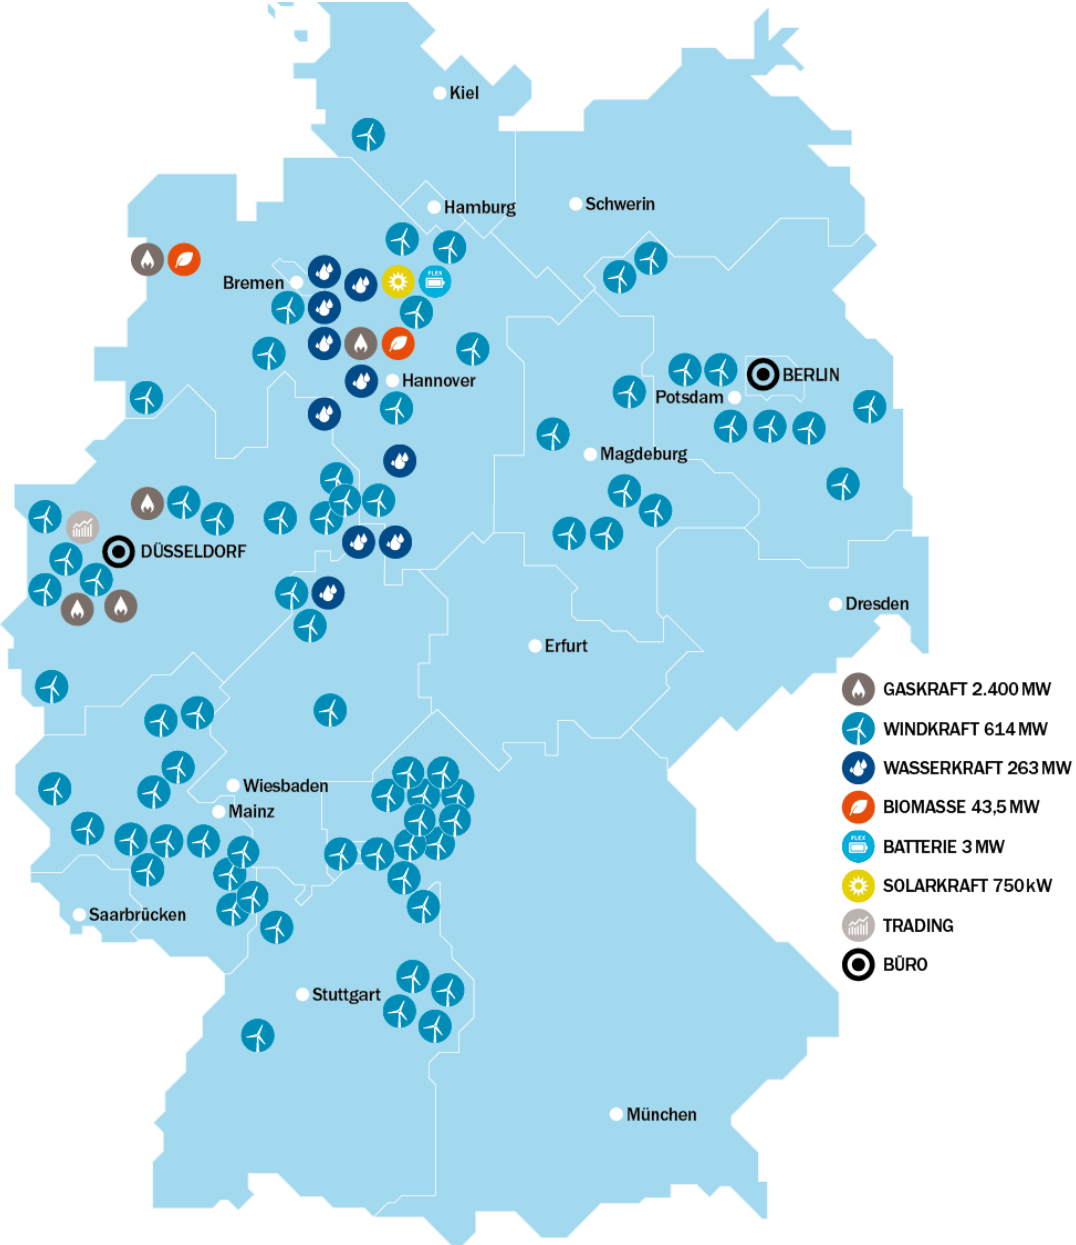 Kiel
Hamburg
Schwerin
Bremen
FLEX
Hannover
BERLIN
Potsdam
Magdeburg
DÜSSELDORF
Dresden
Erfurt
GASKRAFT 2.400 MW
WINDKRAFT 614 MW
WASSERKRAFT 263 MW
Wiesbaden
Mainz
BIOMASSE 43,5 MW
FLEX
BATTERIE 3 MW
SOLARKRAFT 750 kW
Saarbrücken
TRADING
BÜRO
Stuttgart
München